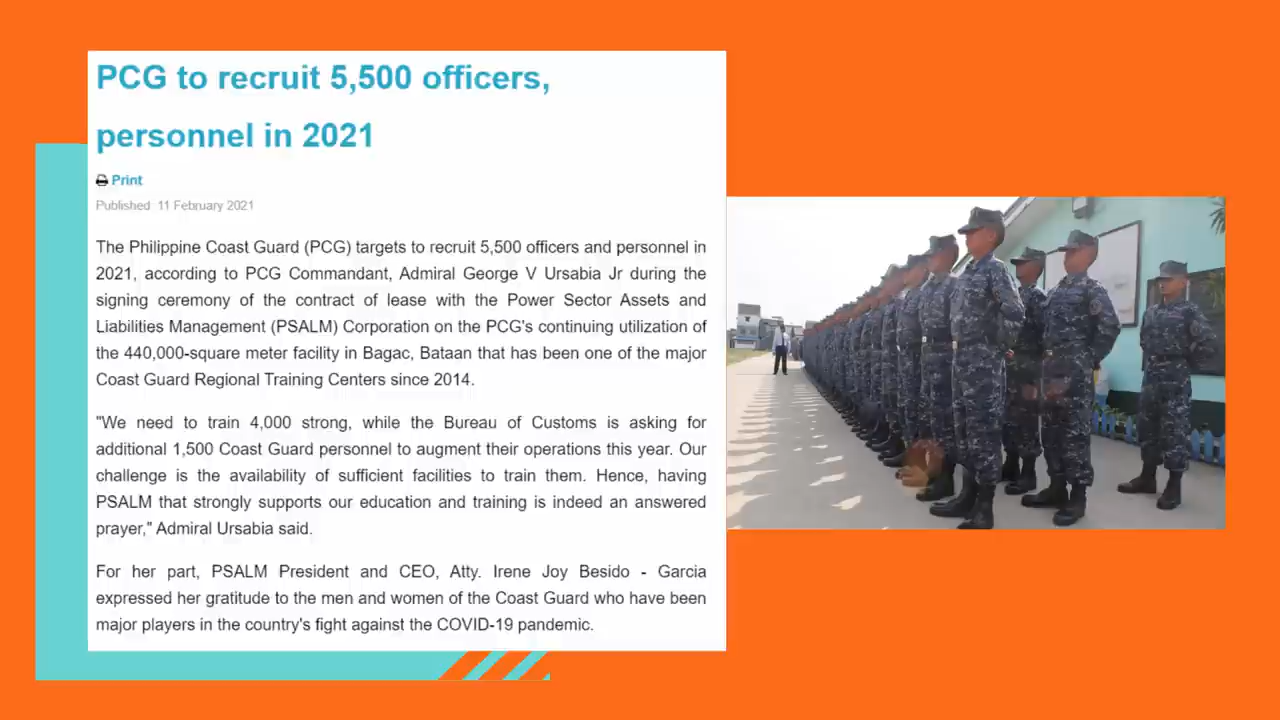 PCG to recruit 5,500 officers,
personnel in 2021
Print
Published: 11 February 2021
The Philippine Coast Guard (PCG) targets to recruit 5,500 officers and personnel in
2021, according to PCG Commandant, Admiral George V Ursabia Jr during the
signing ceremony of the contract of lease with the Power Sector Assets and
Liabilities Management (PSALM) Corporation on the PCG's continuing utilization of
the 440,000-square meter facility in Bagac, Bataan that has been one of the major
Coast Guard Regional Training Centers since 2014.
"We need to train 4,000 strong, while the Bureau of Customs is asking for
additional 1,500 Coast Guard personnel to augment their operations this year. Our
challenge is the availability of sufficient facilities to train them. Hence, having
PSALM that strongly supports our education and training is indeed an answered
prayer," Admiral Ursabia said.
For her part, PSALM President and CEO, Atty. Irene Joy Besido - Garcia
expressed her gratitude to the men and women of the Coast Guard who have been
major players in the country's fight against the COVID-19 pandemic.